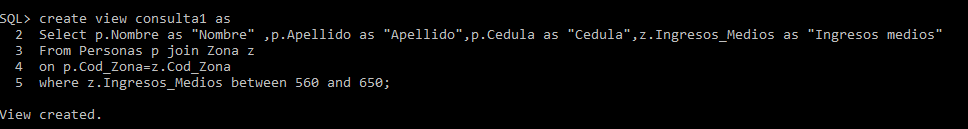 SQL> create view consulta1 as
2 Select p.Nombre as "Nombre" ,p.Apellido as "Apellido",p.Cedula as "Cedula",z.Ingresos_Medios as "Ingresos medios"
3 From Personas p join Zona z
4 on p.Cod_Zona=z.Cod_Zona
5 where z.Ingresos_Medios between 560 and 650;
View created.